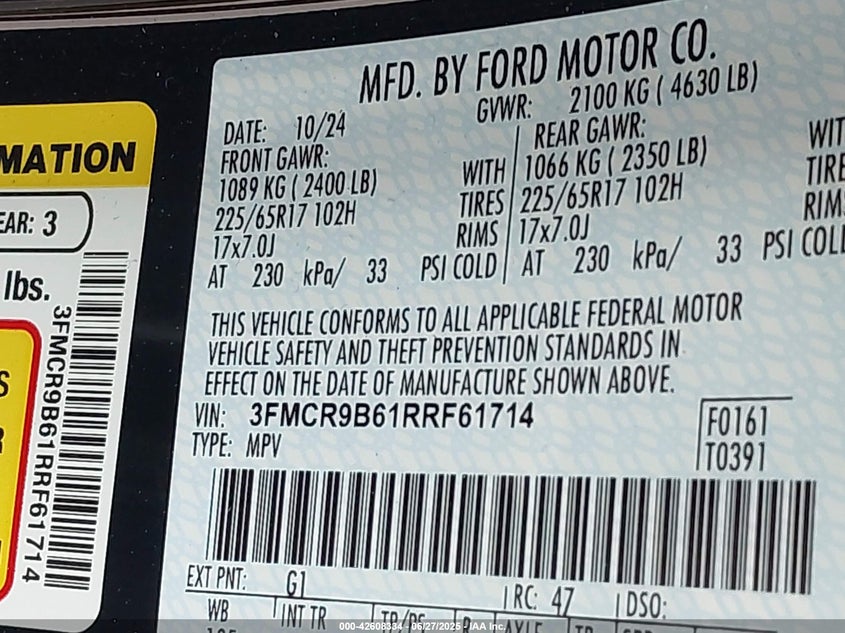 MFD. BY FORD MOTOR CO.
DATE: 10/24 GVWR: 2100 KG ( 4630 LB)
FRONT GAWR: REAR GAWR:
1089 KG ( 2400 LB) WITH 1066 KG ( 2350 LB) WIT
225/65R17 102H TIRES 225/65R17 102H TIRE
17x7.0J RIMS 17x7.0J RIM
AT 230 kPa/ 33 PSI COLD AT 230 kPa/ 33 PSI COL
THIS VEHICLE CONFORMS TO ALL APPLICABLE FEDERAL MOTOR
VEHICLE SAFETY AND THEFT PREVENTION STANDARDS IN
EFFECT ON THE DATE OF MANUFACTURE SHOWN ABOVE.
VIN: 3FMCR9B61RRF61714 F0161
TYPE: MPV T0391
EXT PNT: G1 RC: 47 DSO:
WB INT TR
MATION
EAR: 3
lbs.
3FMCR9B61RRF61714
000-42608334 - 06/27/2025 - IAA Inc.